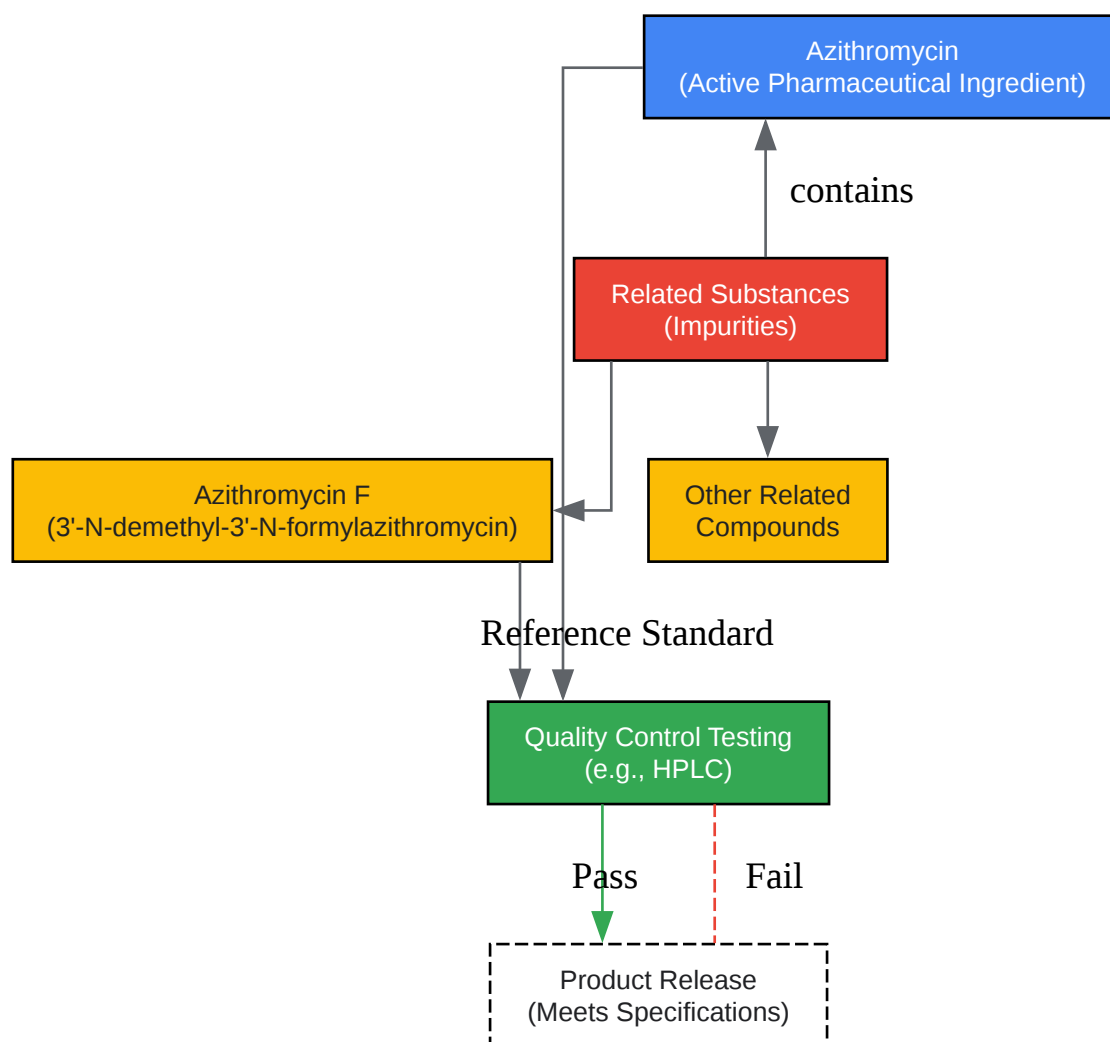 Azithromycin
(Active Pharmaceutical Ingredient)
contains
Related Substances
(Impurities)
Azithromycin F
(3'-N-demethyl-3'-N-formylazithromycin)
Other Related
Compounds
Reference Standard
Quality Control Testing
(e.g., HPLC)
Pass
Fail
Product Release
(Meets Specifications)